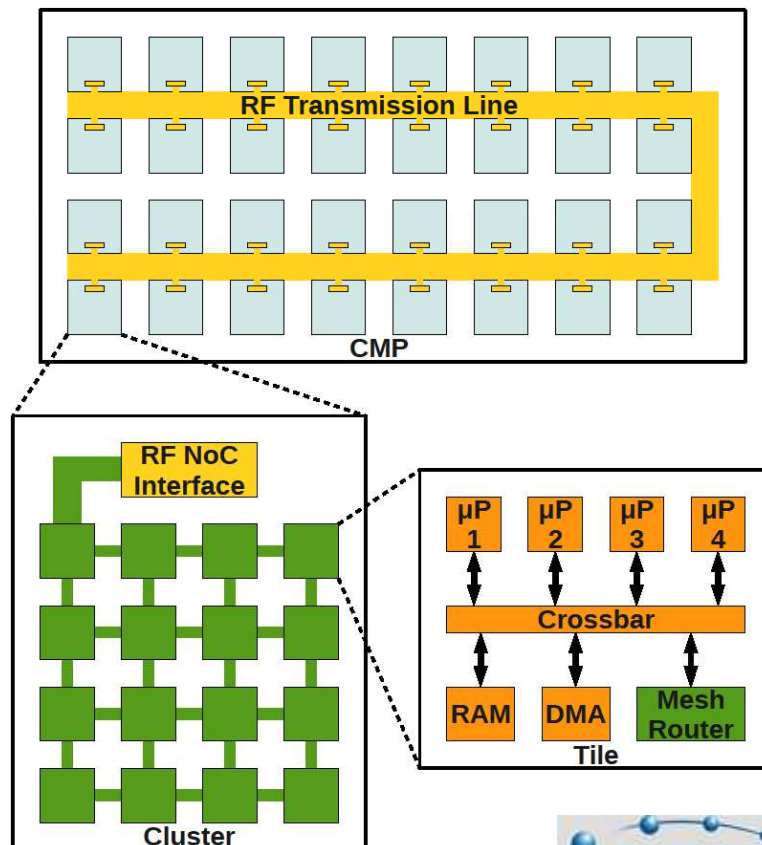 RF Transmission Line
CMP
RF NoC
Interface
Cluster
µP
1
µP
2
µP
3
µP
4
Crossbar
RAM
DMA
Mesh
Router
Tile